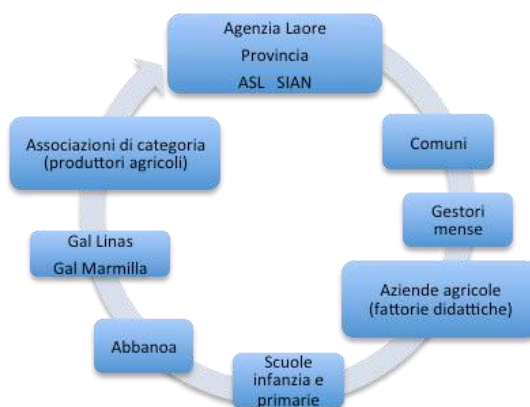 Agenzia Laore
Provincia
ASL SIAN
Comuni
Gestori
mense
Aziende agricole
(fattorie didattiche)
Scuole
infanzia e
primarie
Abbanoa
Gal Linas
Gal Marmilla
Associazioni di categoria
(produttori agricoli)